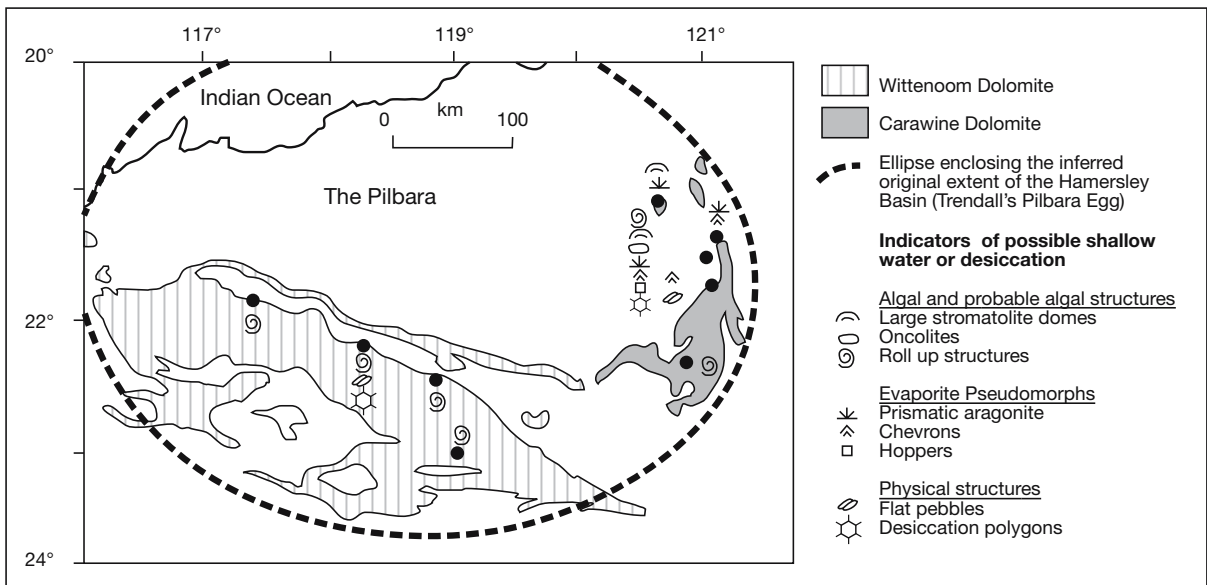 117°
119°
121°
20°
Indian Ocean
km
0
100
The Pilbara
22°
24°
Wittenoom Dolomite
Carawine Dolomite
Ellipse enclosing the inferred
original extent of the Hamersley
Basin (Trendall's Pilbara Egg)
Indicators of possible shallow
water or desiccation
Algal and probable algal structures
Large stromatolite domes
Oncolites
Roll up structures
Evaporite Pseudomorphs
Prismatic aragonite
Chevrons
Hoppers
Physical structures
Flat pebbles
Desiccation polygons